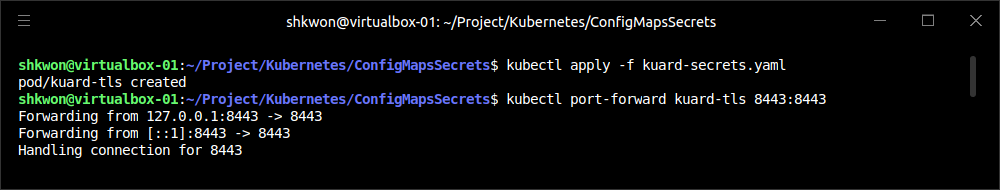 shkwon@virtualbox-01: ~/Project/Kubernetes/ConfigMapsSecrets
shkwon@virtualbox-01:~/Project/Kubernetes/ConfigMapsSecrets$ kubectl apply -f kuard-secrets.yaml
pod/kuard-tls created
shkwon@virtualbox-01:~/Project/Kubernetes/ConfigMapsSecrets$ kubectl port-forward kuard-tls 8443:8443
Forwarding from 127.0.0.1:8443 -> 8443
Forwarding from [::1]:8443 -> 8443
Handling connection for 8443